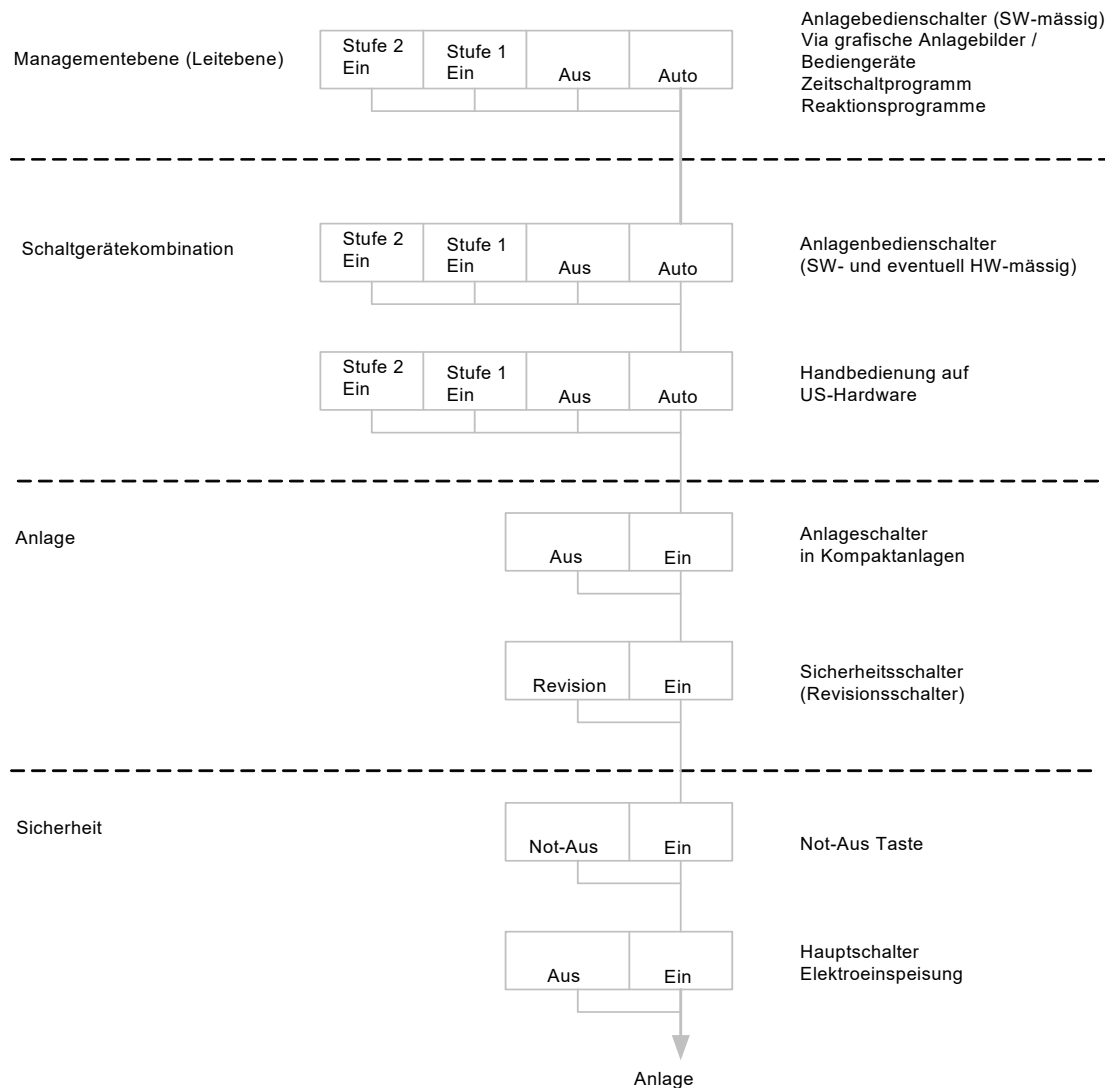 Managementebene (Leitebene)
Stufe 2
Ein
Stufe 1
Ein
Aus
Auto
Anlagebedienschalter (SW-mässig)
Via grafische Anlagebilder /
Bediengeräte
Zeitschaltprogramm
Reaktionsprogramme
Schaltgerätekombination
Stufe 2
Ein
Stufe 1
Ein
Aus
Auto
Anlagenbedienschalter
(SW- und eventuell HW-mässig)
Stufe 2
Ein
Stufe 1
Ein
Aus
Auto
Handbedienung auf
US-Hardware
Anlage
Aus
Ein
Anlageschalter
in Kompaktanlagen
Revision
Ein
Sicherheitsschalter
(Revisionsschalter)
Sicherheit
Not-Aus
Ein
Not-Aus Taste
Aus
Ein
Hauptschalter
Elektroeinspeisung
Anlage